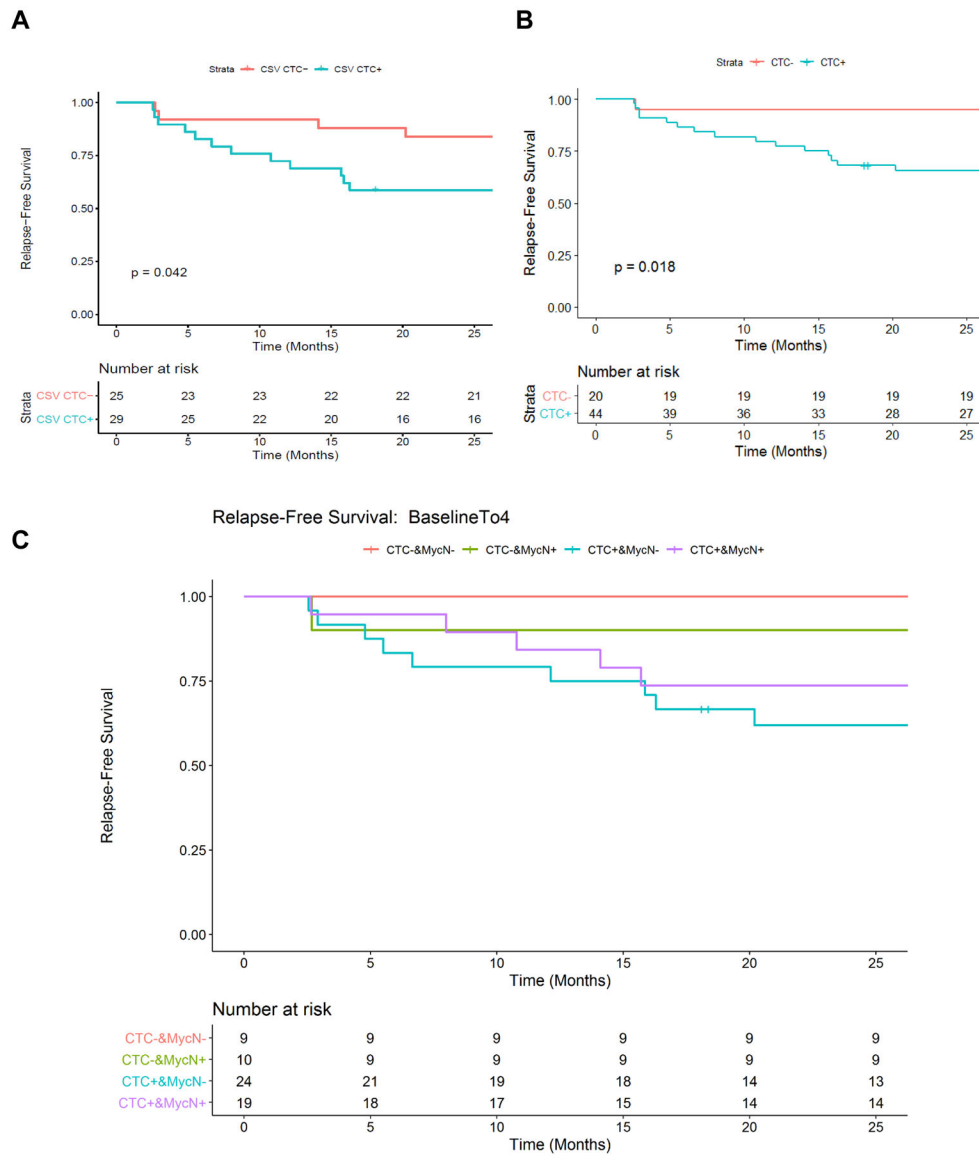 A
Strata CSV CTC− CSV CTC+
Relapse−Free Survival
1.00
0.75
0.50
0.25
0.00
p = 0.042
0 5 10 15 20 25
Time (Months)
Number at risk
Strata
CSV CTC− 25 23 23 22 22 21
CSV CTC+ 29 25 22 20 16 16
0 5 10 15 20 25
Time (Months)
B
Strata CTC- CTC+
Relapse-Free Survival
1.00
0.75
0.50
0.25
0.00
p = 0.018
0 5 10 15 20 25
Time (Months)
Number at risk
Strata
CTC- 20 19 19 19 19 19
CTC+ 44 39 36 33 28 27
0 5 10 15 20 25
Time (Months)
C
Relapse-Free Survival: BaselineTo4
CTC-&MycN- CTC-&MycN+ CTC+&MycN- CTC+&MycN+
Relapse-Free Survival
1.00
0.75
0.50
0.25
0.00
0 5 10 15 20 25
Time (Months)
Number at risk
CTC-&MycN- 9 9 9 9 9 9
CTC-&MycN+ 10 9 9 9 9 9
CTC+&MycN- 24 21 19 18 14 13
CTC+&MycN+ 19 18 17 15 14 14
0 5 10 15 20 25
Time (Months)